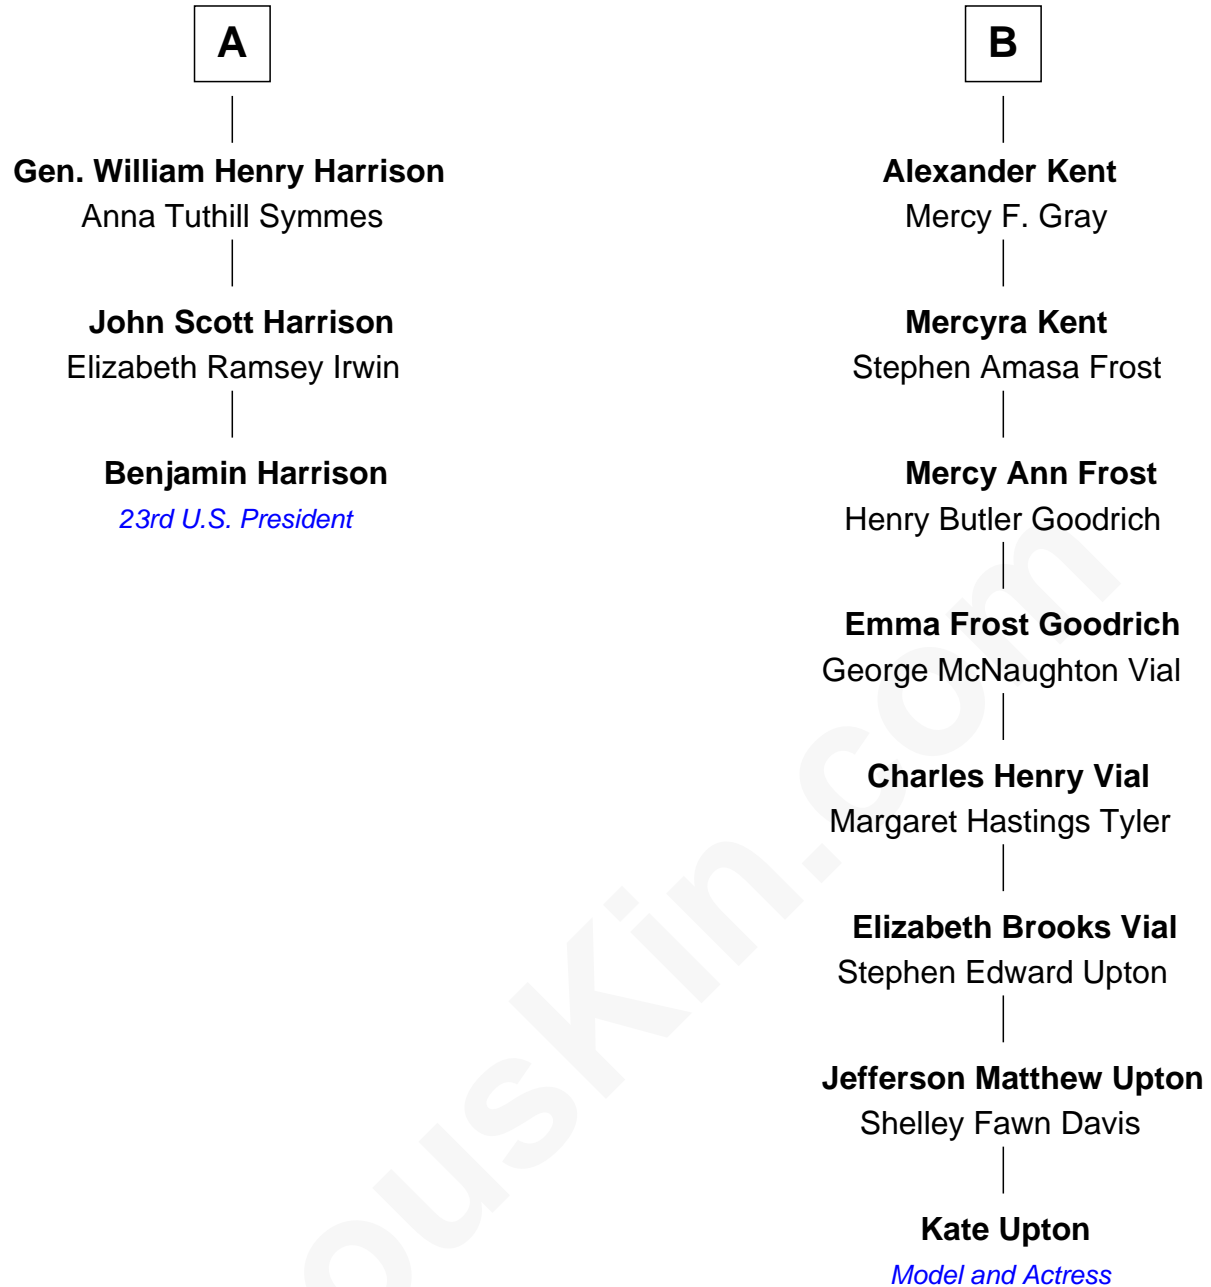 A
Gen. William Henry Harrison
Anna Tuthill Symmes
John Scott Harrison
Elizabeth Ramsey Irwin
Benjamin Harrison
23rd U.S. President
B
Alexander Kent
Mercy F. Gray
Mercyra Kent
Stephen Amasa Frost
Mercy Ann Frost
Henry Butler Goodrich
Emma Frost Goodrich
George McNaughton Vial
Charles Henry Vial
Margaret Hastings Tyler
Elizabeth Brooks Vial
Stephen Edward Upton
Jefferson Matthew Upton
Shelley Fawn Davis
Kate Upton
Model and Actress
ousKin.com